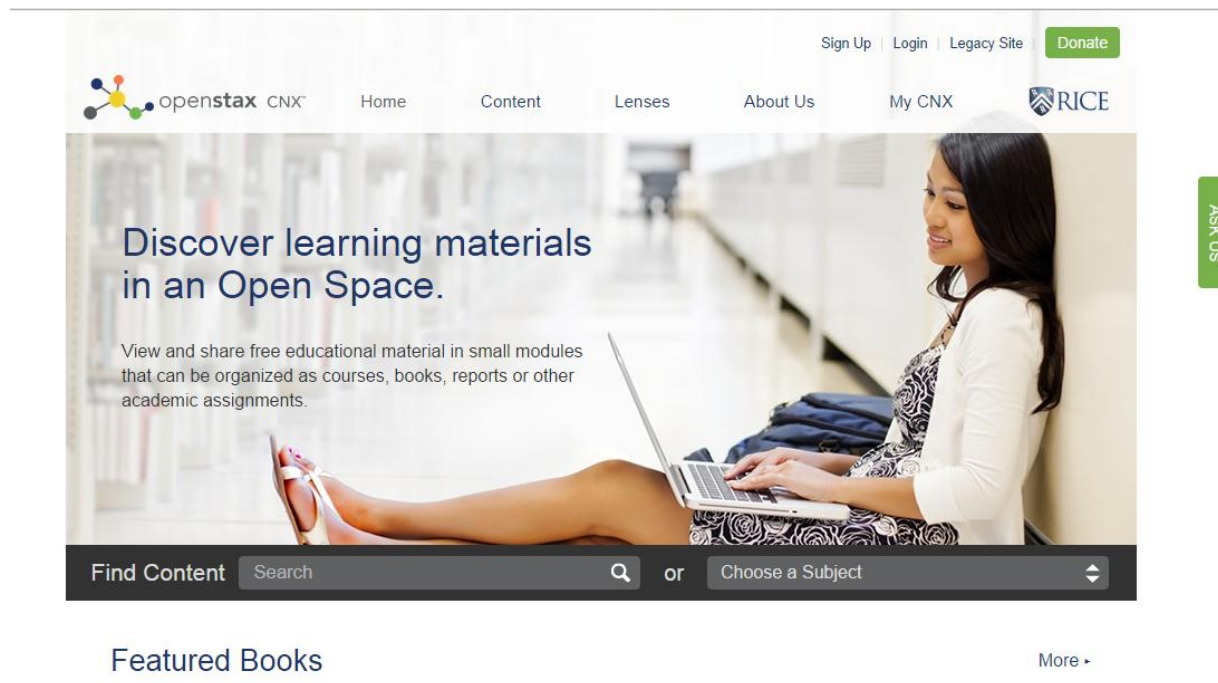 Sign Up | Login | Legacy Site | Donate
openstax CNX™ Home Content Lenses About Us My CNX RICE
ASK US
Discover learning materials
in an Open Space.
View and share free educational material in small modules
that can be organized as courses, books, reports or other
academic assignments.
Find Content Search or Choose a Subject
Featured Books More ▸